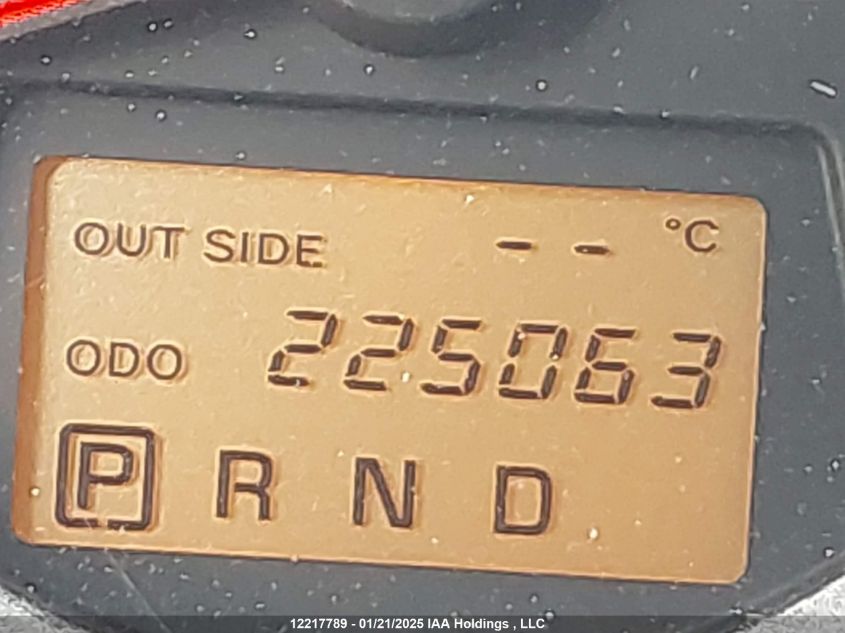 OUT SIDE -- °C
ODO 225063
P R N D
12217789 - 01/21/2025 IAA Holdings , LLC